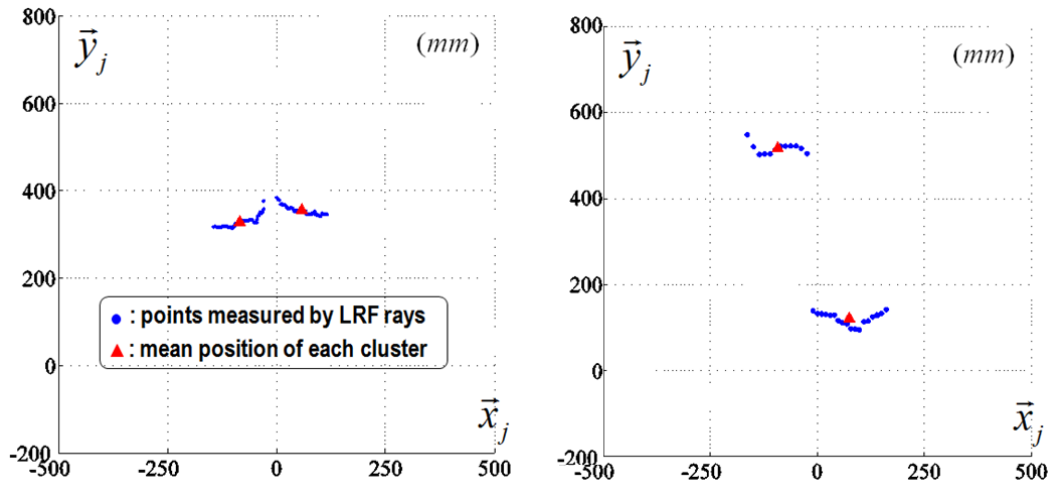 800
y⃗j
(mm)
600
400
200
● : points measured by LRF rays
▲ : mean position of each cluster
0
x⃗j
-200
-500 -250 0 250 500
800
y⃗j
(mm)
600
400
200
0
x⃗j
-200
-500 -250 0 250 500